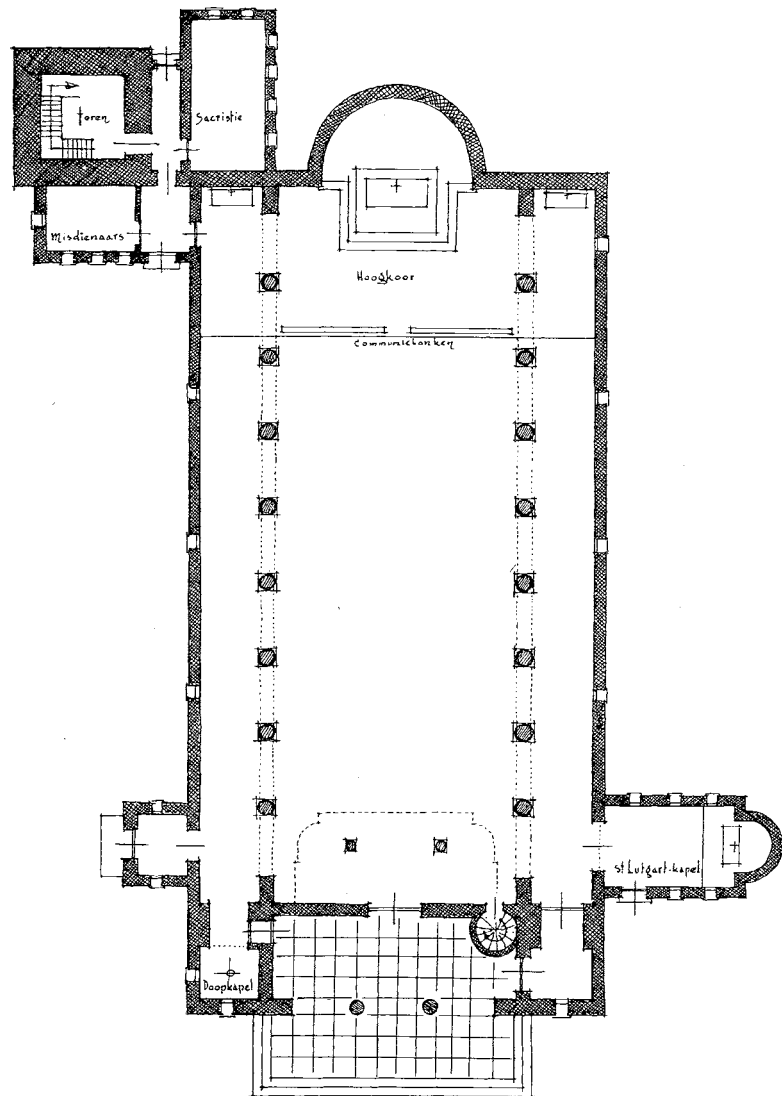 toren
Sacristie
Misdienaars
Hoogkoor
Communiebanken
St Lutgart-kapel
Doopkapel